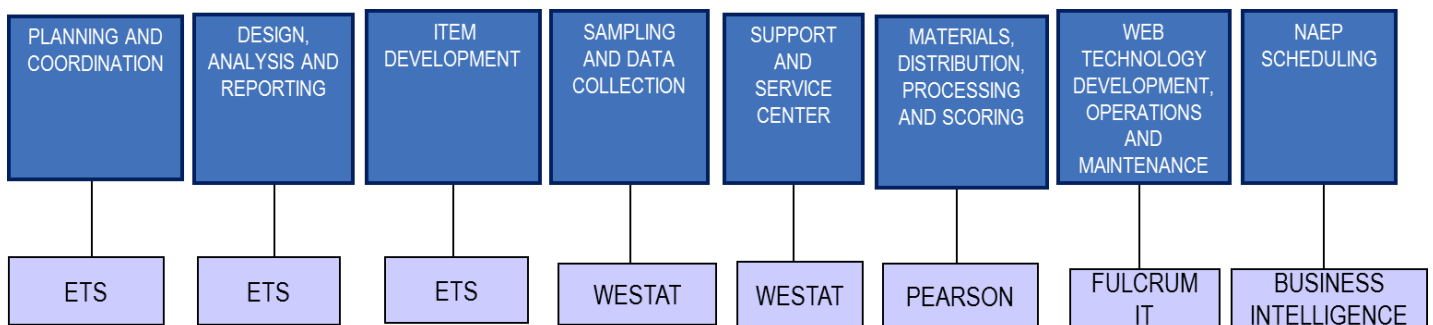 PLANNING AND
COORDINATION
DESIGN,
ANALYSIS AND
REPORTING
ITEM
DEVELOPMENT
SAMPLING
AND DATA
COLLECTION
SUPPORT
AND
SERVICE
CENTER
MATERIALS,
DISTRIBUTION,
PROCESSING
AND SCORING
WEB
TECHNOLOGY
DEVELOPMENT,
OPERATIONS
AND
MAINTENANCE
NAEP
SCHEDULING
ETS
ETS
ETS
WESTAT
WESTAT
PEARSON
FULCRUM
IT
BUSINESS
INTELLIGENCE